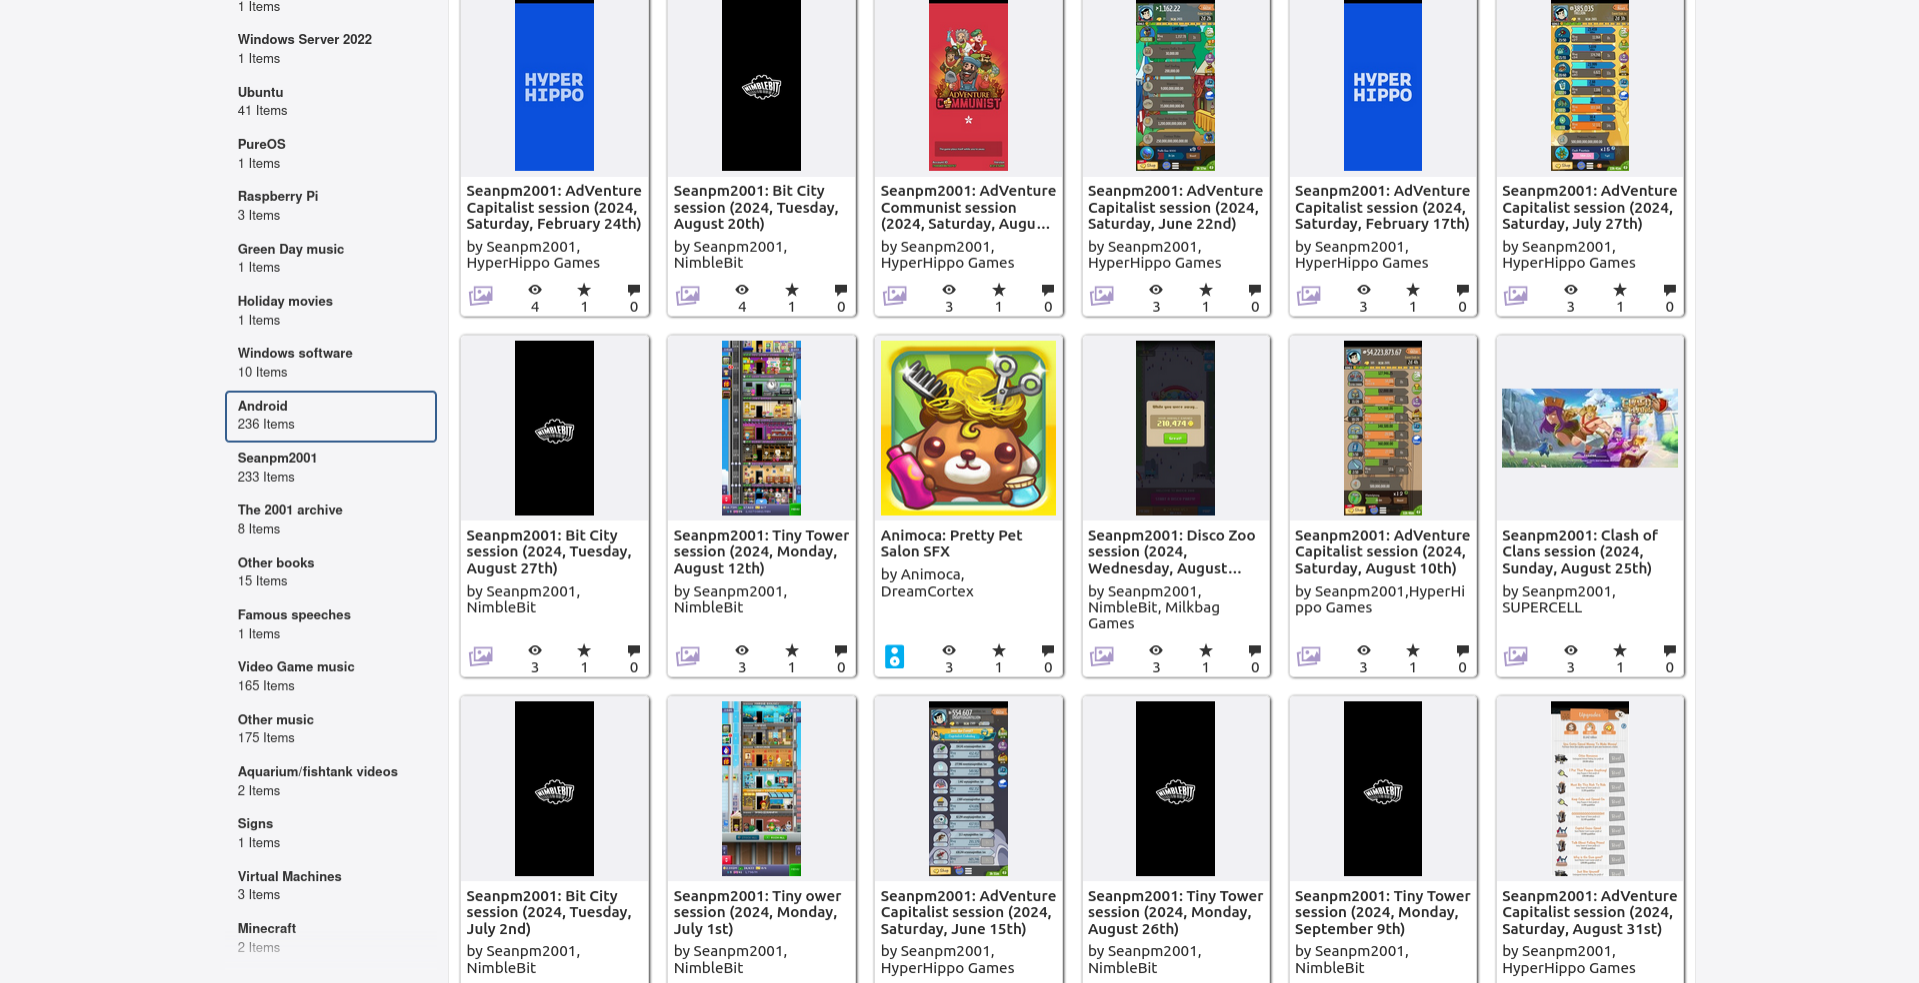 1 Items
Windows Server 2022
1 Items
Ubuntu
41 Items
PureOS
1 Items
Raspberry Pi
3 Items
Green Day music
1 Items
Holiday movies
1 Items
Windows software
10 Items
Android
236 Items
Seanpm2001
233 Items
The 2001 archive
8 Items
Other books
15 Items
Famous speeches
1 Items
Video Game music
165 Items
Other music
175 Items
Aquarium/fishtank videos
2 Items
Signs
1 Items
Virtual Machines
3 Items
Minecraft
2 Items
HYPER
HIPPO
Seanpm2001: AdVenture
Capitalist session (2024,
Saturday, February 24th)
by Seanpm2001,
HyperHippo Games
4
1
0
NIMBLEBIT
Seanpm2001: Bit City
session (2024, Tuesday,
August 20th)
by Seanpm2001,
NimbleBit
4
1
0
ADVENTURE
COMMUNIST
Seanpm2001: AdVenture
Communist session
(2024, Saturday, Augu...
by Seanpm2001,
HyperHippo Games
3
1
0
1,162.22
Seanpm2001: AdVenture
Capitalist session (2024,
Saturday, June 22nd)
by Seanpm2001,
HyperHippo Games
3
1
0
HYPER
HIPPO
Seanpm2001: AdVenture
Capitalist session (2024,
Saturday, February 17th)
by Seanpm2001,
HyperHippo Games
3
1
0
Seanpm2001: AdVenture
Capitalist session (2024,
Saturday, July 27th)
by Seanpm2001,
HyperHippo Games
3
1
0
NIMBLEBIT
Seanpm2001: Bit City
session (2024, Tuesday,
August 27th)
by Seanpm2001,
NimbleBit
3
1
0
Seanpm2001: Tiny Tower
session (2024, Monday,
August 12th)
by Seanpm2001,
NimbleBit
3
1
0
Animoca: Pretty Pet
Salon SFX
by Animoca,
DreamCortex
3
1
0
While you were away...
210,474
Seanpm2001: Disco Zoo
session (2024,
Wednesday, August...
by Seanpm2001,
NimbleBit, Milkbag
Games
3
1
0
54,223,873.67
Seanpm2001: AdVenture
Capitalist session (2024,
Saturday, August 10th)
by Seanpm2001,HyperHi
ppo Games
3
1
0
Seanpm2001: Clash of
Clans session (2024,
Sunday, August 25th)
by Seanpm2001,
SUPERCELL
3
1
0
NIMBLEBIT
Seanpm2001: Bit City
session (2024, Tuesday,
July 2nd)
by Seanpm2001,
NimbleBit
Seanpm2001: Tiny ower
session (2024, Monday,
July 1st)
by Seanpm2001,
NimbleBit
554.607
Seanpm2001: AdVenture
Capitalist session (2024,
Saturday, June 15th)
by Seanpm2001,
HyperHippo Games
NIMBLEBIT
Seanpm2001: Tiny Tower
session (2024, Monday,
August 26th)
by Seanpm2001,
NimbleBit
NIMBLEBIT
Seanpm2001: Tiny Tower
session (2024, Monday,
September 9th)
by Seanpm2001,
NimbleBit
Upgrades
Seanpm2001: AdVenture
Capitalist session (2024,
Saturday, August 31st)
by Seanpm2001,
HyperHippo Games